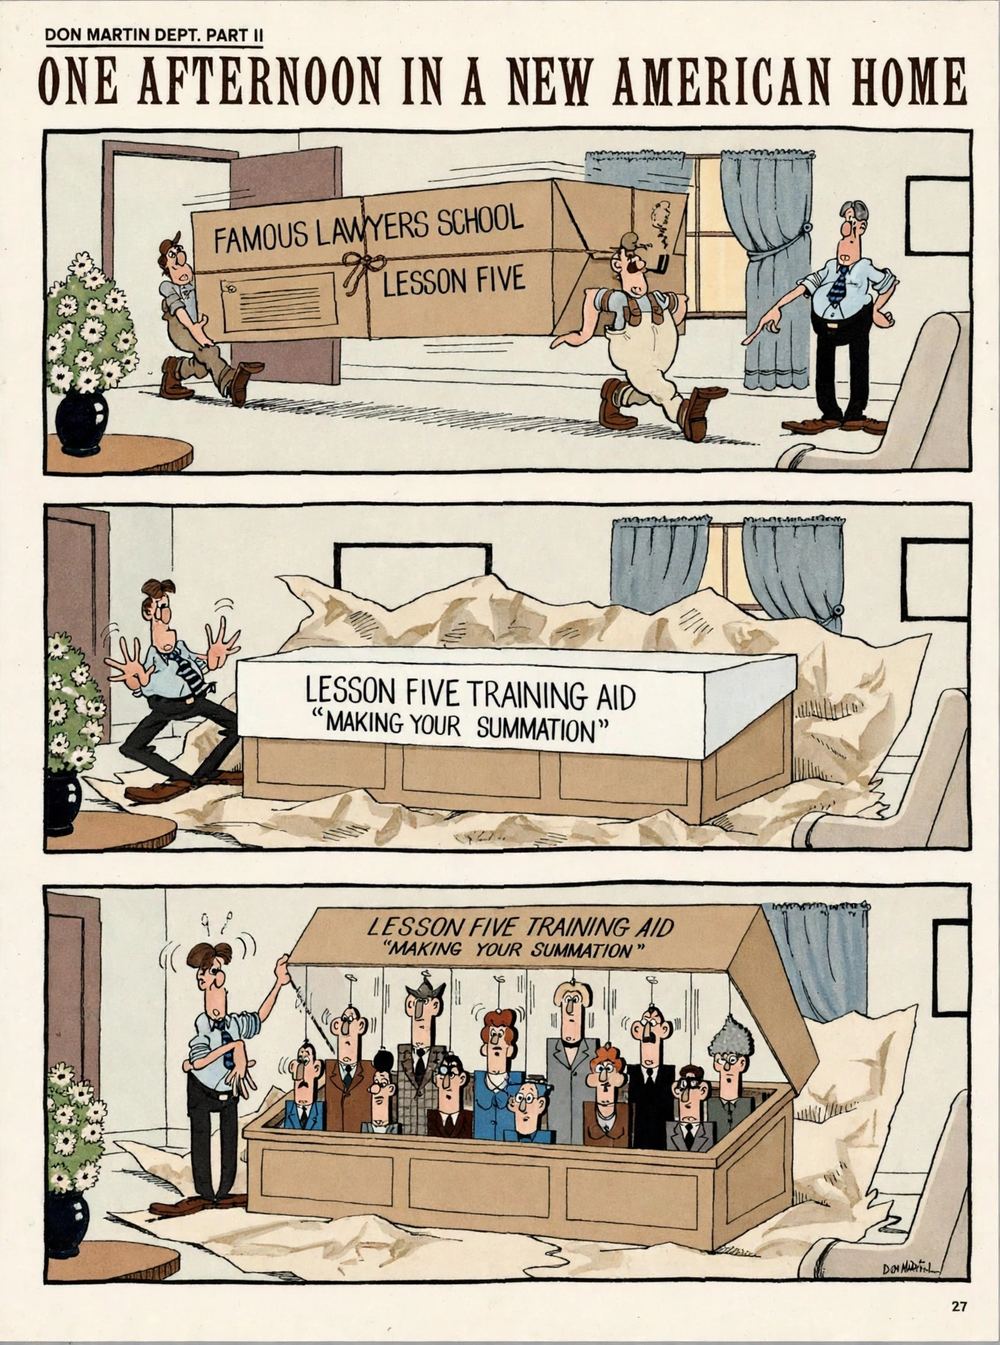 DON MARTIN DEPT. PART II
ONE AFTERNOON IN A NEW AMERICAN HOME
FAMOUS LAWYERS SCHOOL
LESSON FIVE
LESSON FIVE TRAINING AID
“MAKING YOUR SUMMATION”
LESSON FIVE TRAINING AID
“MAKING YOUR SUMMATION”
DON MARTIN
27